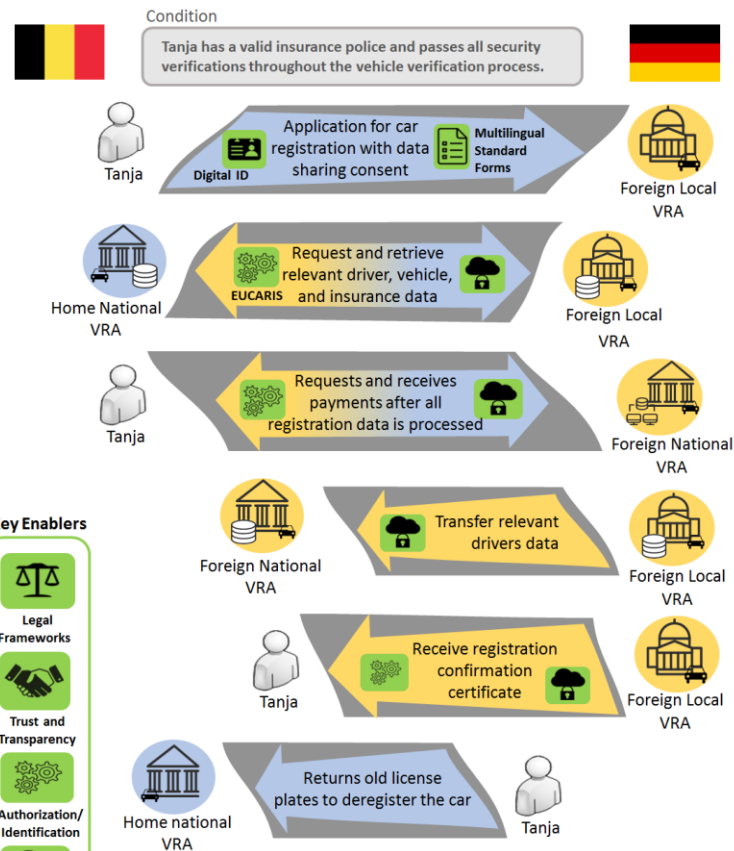 Condition
Tanja has a valid insurance police and passes all security
verifications throughout the vehicle verification process.
Tanja
Digital ID
Application for car
registration with data
sharing consent
Multilingual
Standard
Forms
Foreign Local
VRA
Home National
VRA
EUCARIS
Request and retrieve
relevant driver, vehicle,
and insurance data
Foreign Local
VRA
Tanja
Requests and receives
payments after all
registration data is processed
Foreign National
VRA
ey Enablers
Legal
Frameworks
Trust and
Transparency
Authorization/
Identification
Foreign National
VRA
Transfer relevant
drivers data
Foreign Local
VRA
Tanja
Receive registration
confirmation
certificate
Foreign Local
VRA
Home national
VRA
Returns old license
plates to deregister the car
Tanja